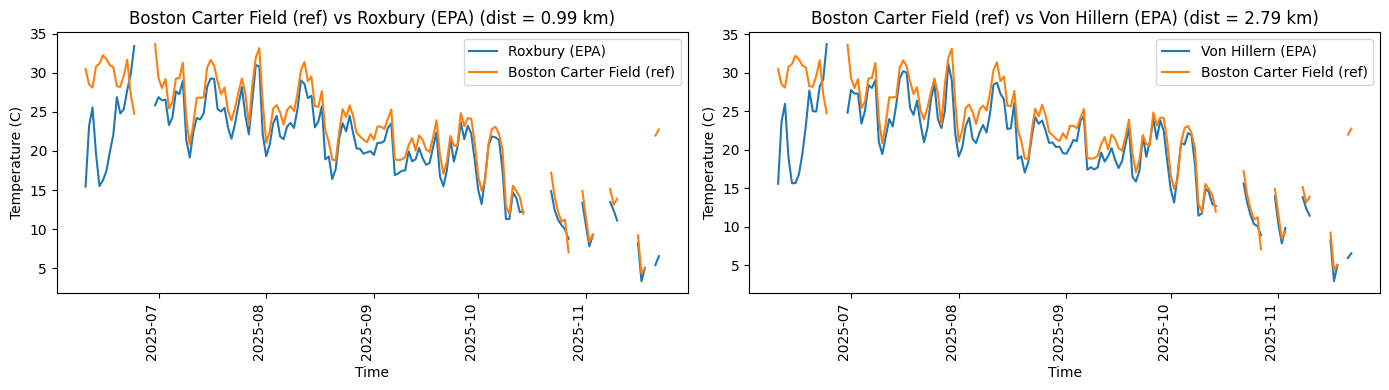 Boston Carter Field (ref) vs Roxbury (EPA) (dist = 0.99 km)
Temperature (C)
35
30
25
20
15
10
5
Roxbury (EPA)
Boston Carter Field (ref)
2025-07
2025-08
2025-09
2025-10
2025-11
Time
Boston Carter Field (ref) vs Von Hillern (EPA) (dist = 2.79 km)
Temperature (C)
35
30
25
20
15
10
5
Von Hillern (EPA)
Boston Carter Field (ref)
2025-07
2025-08
2025-09
2025-10
2025-11
Time